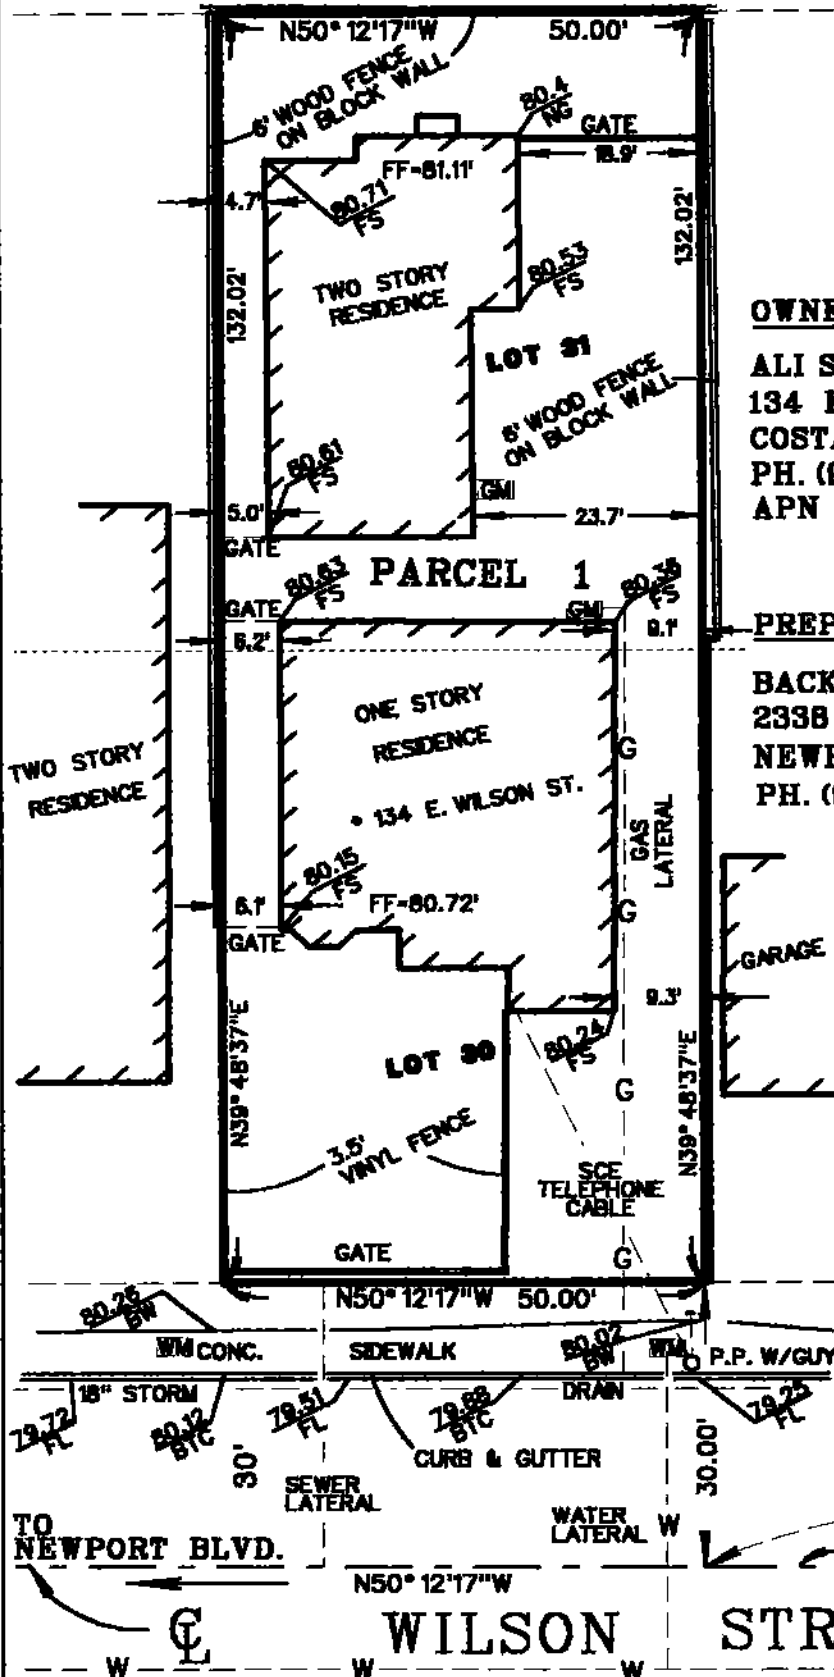 N50° 12'17"W 50.00'
6' WOOD FENCE
ON BLOCK WALL
80.4
NG
GATE
18.9'
FF=81.11'
4.7'
80.71
FS
132.02'
132.02'
80.53
FS
TWO STORY
RESIDENCE
LOT 31
OWNE
ALI S
134
COSTA
PH. (
APN
6' WOOD FENCE
ON BLOCK WALL
80.61
FS
GM
5.0'
23.7'
GATE
PARCEL 1
80.63
FS
FS
GATE
GM
6.2'
9.1'
PREP
BACK
2338
NEWP
PH. (
ONE STORY
RESIDENCE
• 134 E. WILSON ST.
TWO STORY
RESIDENCE
G
GAS
LATERAL
80.15
FS
6.1'
FF=80.72'
G
GATE
GARAGE
9.3'
80.24
FS
N39° 48'37"E
LOT 30
N39° 48'37"E
G
3.5'
VINYL FENCE
SCE
TELEPHONE
CABLE
GATE
G
N50° 12'17"W 50.00'
80.25
BW
WM CONC. SIDEWALK
80.02
BW
WM
P.P. W/GUY
18" STORM DRAIN
79.72
FL
80.12
BTC
79.51
FL
79.68
BTC
79.25
FL
CURB & GUTTER
30'
30.00'
SEWER
LATERAL
WATER
LATERAL
W
TO
NEWPORT BLVD.
N50° 12'17"W
CL WILSON STR
W W W